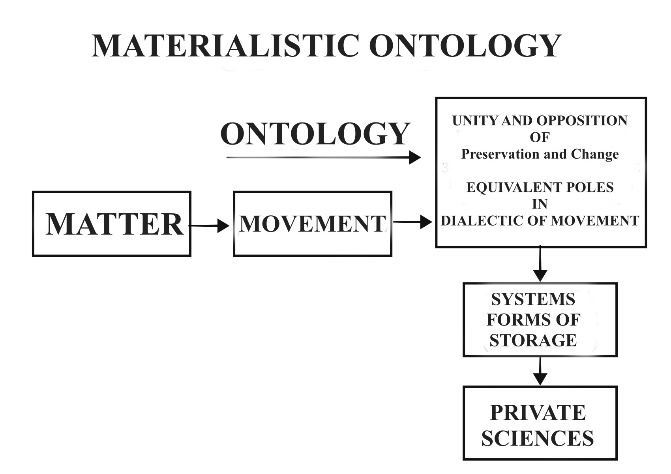 MATERIALISTIC ONTOLOGY
ONTOLOGY
UNITY AND OPPOSITION
OF
Preservation and Change
EQUIVALENT POLES
IN
DIALECTIC OF MOVEMENT
MATTER
MOVEMENT
SYSTEMS
FORMS OF
STORAGE
PRIVATE
SCIENCES